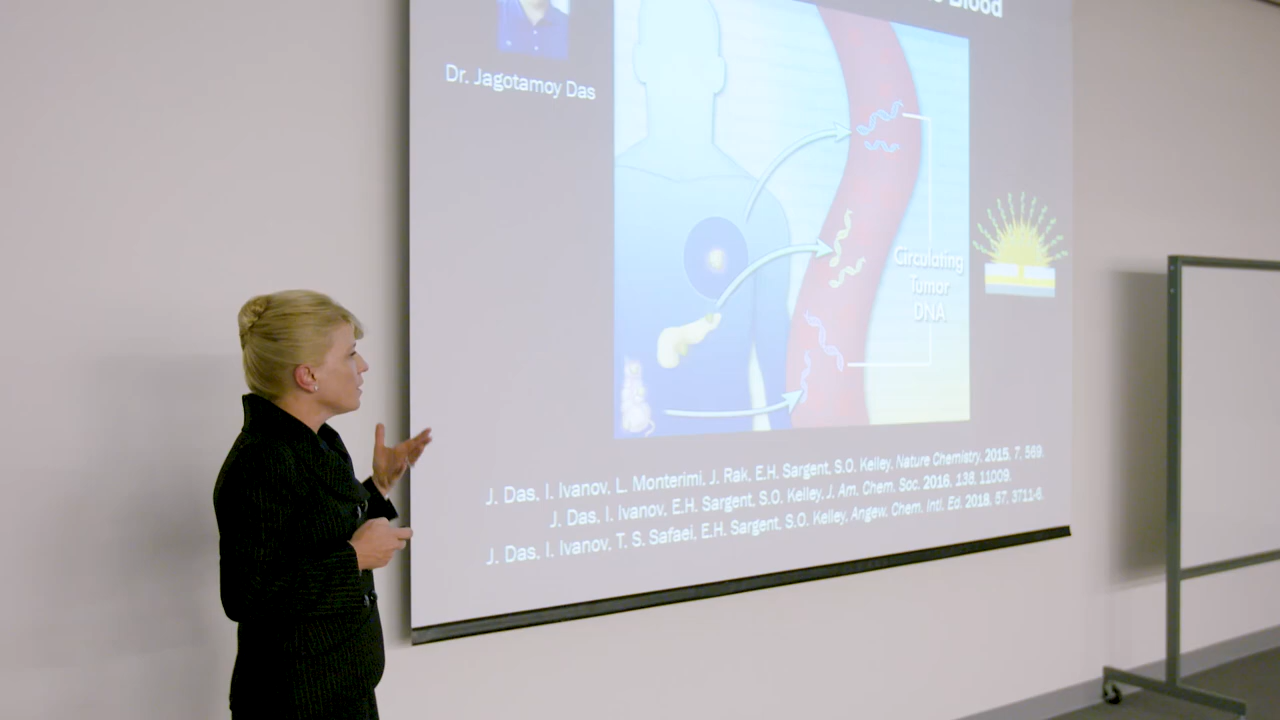 Blood
Dr. Jagotamoy Das
Circulating
Tumor
DNA
J. Das, I. Ivanov, L. Monterimi, J. Rak, E.H. Sargent, S.O. Kelley, Nature Chemistry, 2015, 7, 569.
J. Das, I. Ivanov, E.H. Sargent, S.O. Kelley, J. Am. Chem. Soc. 2016, 138, 11009.
J. Das, I. Ivanov, T. S. Safaei, E.H. Sargent, S.O. Kelley, Angew. Chem. Intl. Ed. 2018, 57, 3711-6.